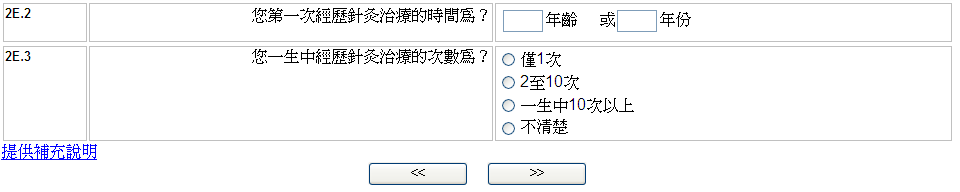 2E.2 您第一次經歷針灸治療的時間為？ 年齡 或 年份
2E.3 您一生中經歷針灸治療的次數為？
僅1次
2至10次
一生中10次以上
不清楚
提供補充說明
<< >>